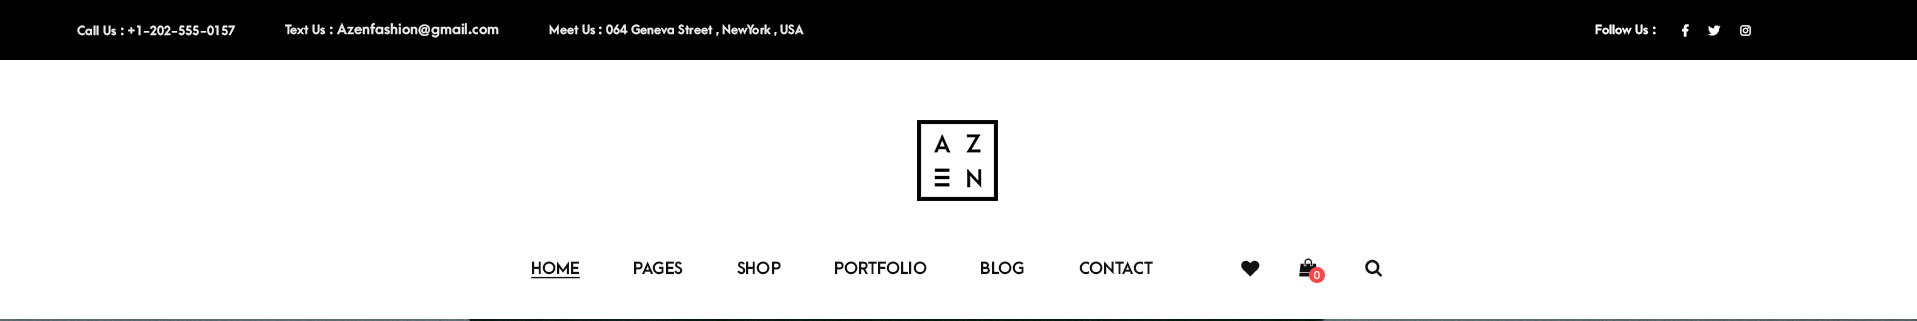 Call Us : +1-202-555-0157 Text Us : Azenfashion@gmail.com Meet Us : 064 Geneva Street , NewYork , USA Follow Us :
A Z
E N
HOME PAGES SHOP PORTFOLIO BLOG CONTACT 0